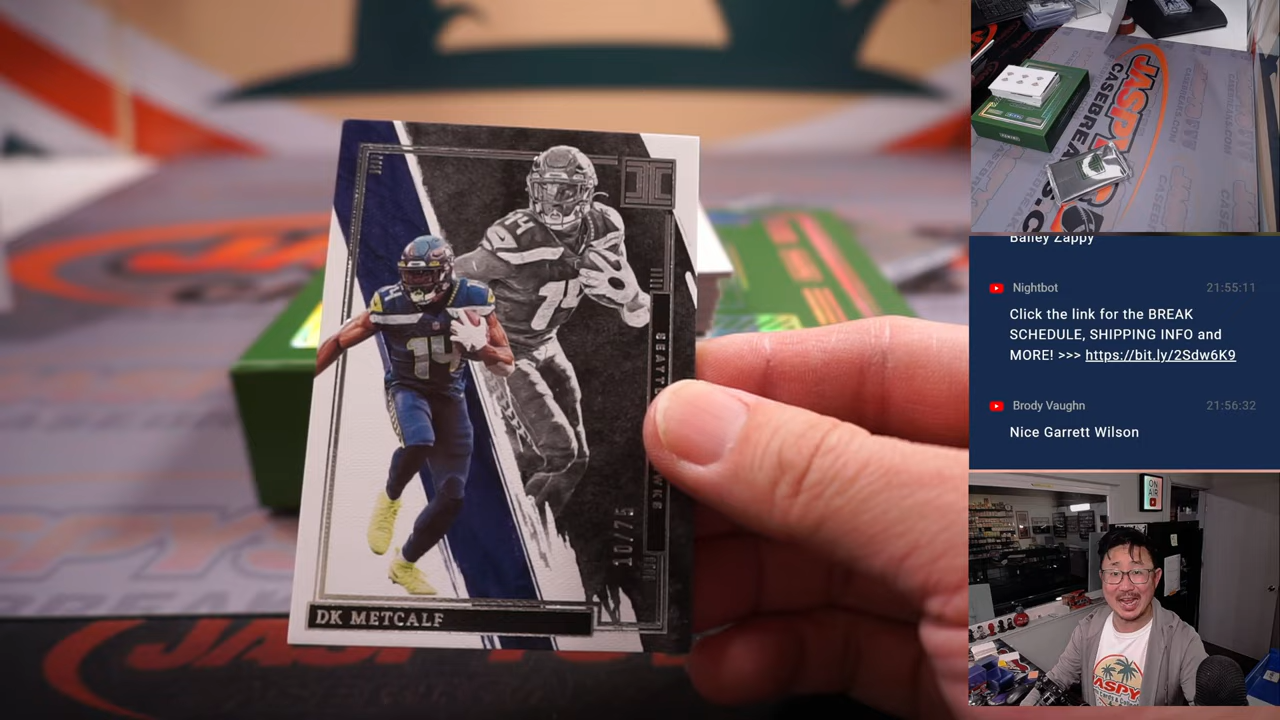 DK METCALF
10/75
14
14
JASPY'S
CASEBREAKS.COM
Bailey Zappy
Nightbot
21:55:11
Click the link for the BREAK
SCHEDULE, SHIPPING INFO and
MORE! >>> https://bit.ly/2Sdw6K9
Brody Vaughn
21:56:32
Nice Garrett Wilson
ON
AIR